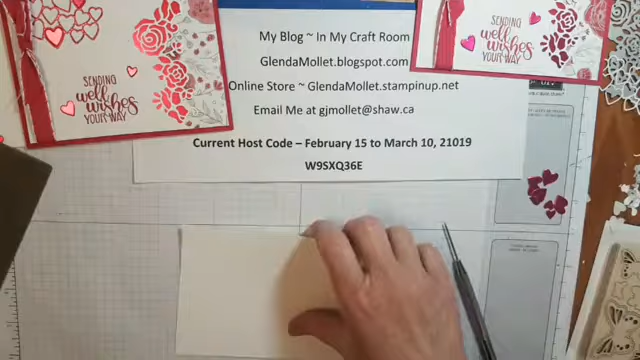 My Blog ~ In My Craft Room
GlendaMollet.blogspot.com
Online Store ~ GlendaMollet.stampinup.net
Email Me at gjmollet@shaw.ca
Current Host Code – February 15 to March 10, 21019
W9SXQ36E
SENDING
well
wishes
YOUR WAY
SENDING
well
wishes
YOUR WAY